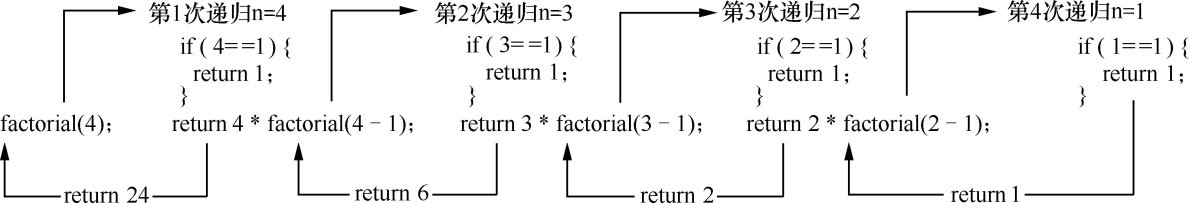 第1次递归n=4
第2次递归n=3
第3次递归n=2
第4次递归n=1
if ( 4==1) {
if ( 3==1) {
if ( 2==1) {
if ( 1==1) {
return 1；
return 1；
return 1；
return 1；
}
}
}
}
factorial(4);
return 4 * factorial(4 - 1);
return 3 * factorial(3 - 1);
return 2 * factorial(2 - 1);
return 24
return 6
return 2
return 1